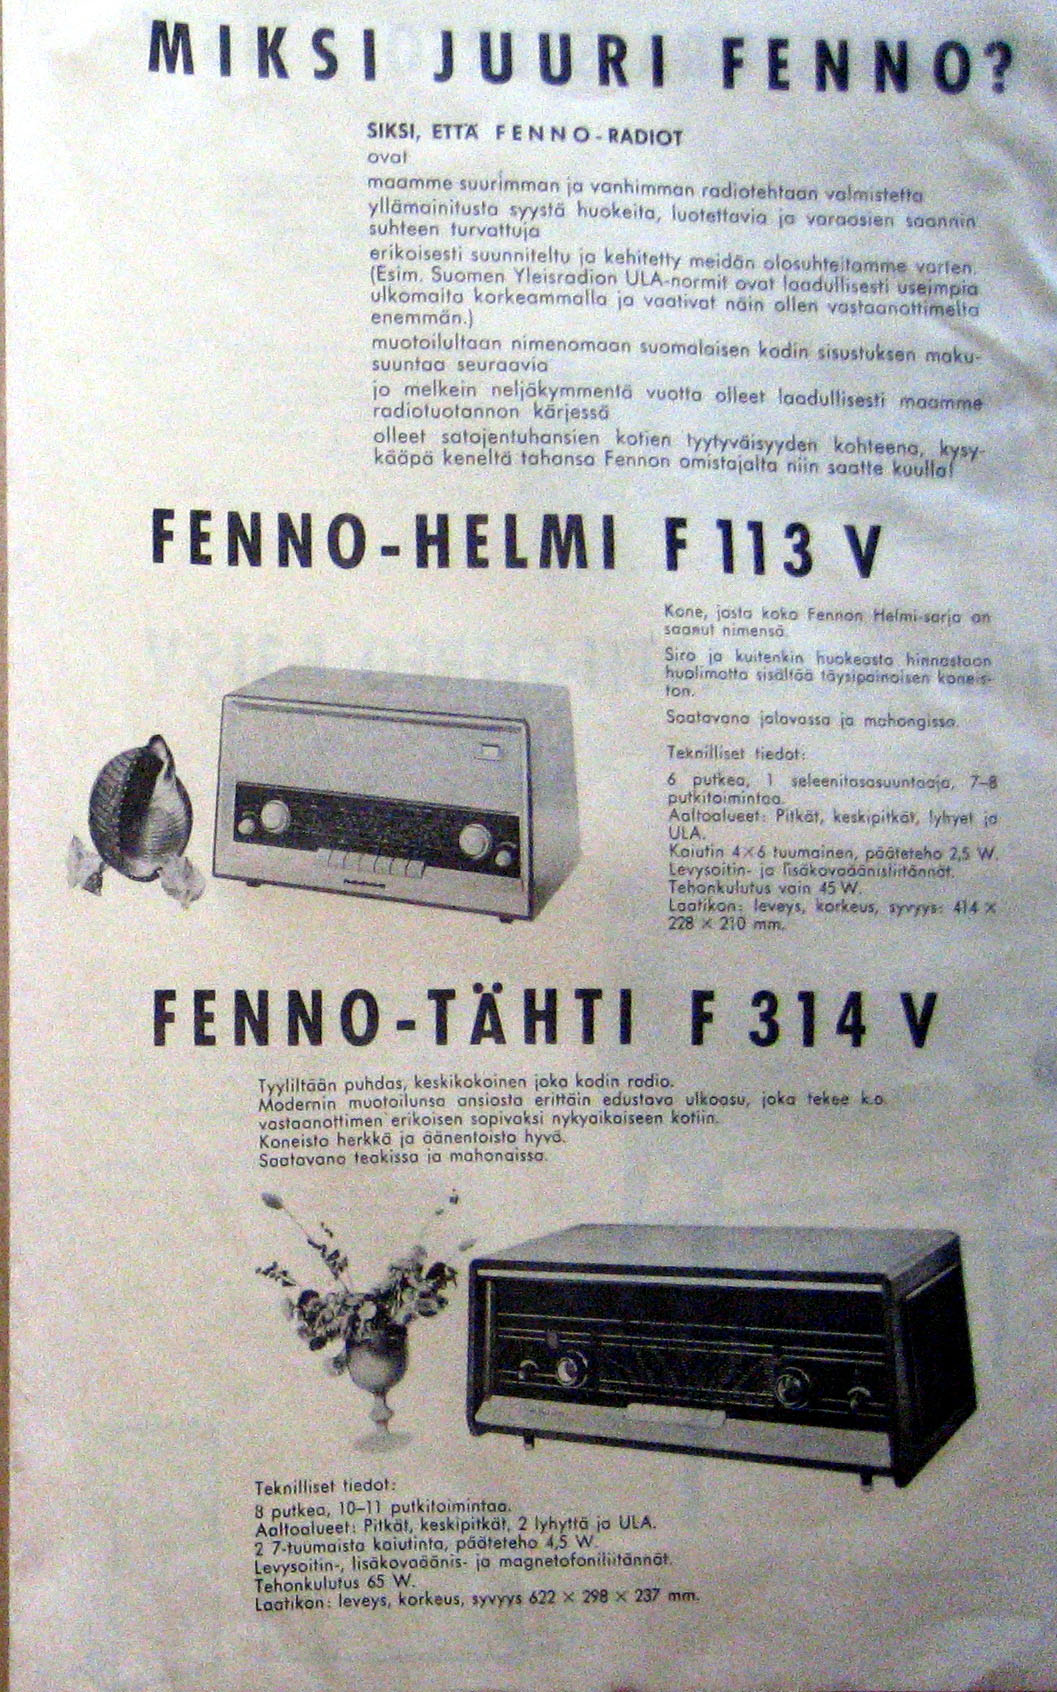 MIKSI JUURI FENNO?
SIKSI, ETTÄ FENNO-RADIOT
ovat
maamme suurimman ja vanhimman radiotehtaan valmistetta
yllämainitusta syystä huokeita, luotettavia ja varaosien saannin
suhteen turvattuja
erikoisesti suunniteltu ja kehitetty meidän olosuhteitamme varten.
(Esim. Suomen Yleisradion ULA-normit ovat laadullisesti useimpia
ulkomaita korkeammalla ja vaativat näin ollen vastaanottimelta
enemmän.)
muotoilultaan nimenomaan suomalaisen kodin sisustuksen maku-
suuntaa seuraavia
jo melkein neljäkymmentä vuotta olleet laadullisesti maamme
radiotuotannon kärjessä
olleet satojentuhansien kotien tyytyväisyyden kohteena, kysy-
kääpä keneltä tahansa Fennon omistajalta niin saatte kuulla!
FENNO-HELMI F 113 V
Kone, josta koko Fennon Helmi-sarja on
saanut nimensä.
Siro ja kuitenkin huokeasta hinnastaan
huolimatta sisältää täysipainoisen koneis-
ton.
Saatavana jalavassa ja mahongissa.
Teknilliset tiedot:
6 putkea, 1 seleenitasasuuntaaja, 7–8
putkitoimintaa.
Aaltoalueet: Pitkät, keskipitkät, lyhyet ja
ULA.
Kaiutin 4×6 tuumainen, pääteteho 2,5 W.
Levysoitin- ja lisäkovaäänisliitännät.
Tehonkulutus vain 45 W.
Laatikon: leveys, korkeus, syvyys: 414 ×
228 × 210 mm.
FENNO-TÄHTI F 314 V
Tyyliltään puhdas, keskikokoinen joka kodin radio.
Modernin muotoilunsa ansiosta erittäin edustava ulkoasu, joka tekee k.o.
vastaanottimen erikoisen sopivaksi nykyaikaiseen kotiin.
Koneisto herkkä ja äänentoisto hyvä.
Saatavana teakissa ja mahongissa.
Teknilliset tiedot:
8 putkea, 10–11 putkitoimintaa.
Aaltoalueet: Pitkät, keskipitkät, 2 lyhyttä ja ULA.
2 7-tuumaista kaiutinta, pääteteho 4,5 W.
Levysoitin-, lisäkovaäänis- ja magnetofoniliitännät.
Tehonkulutus 65 W.
Laatikon: leveys, korkeus, syvyys 622 × 298 × 237 mm.